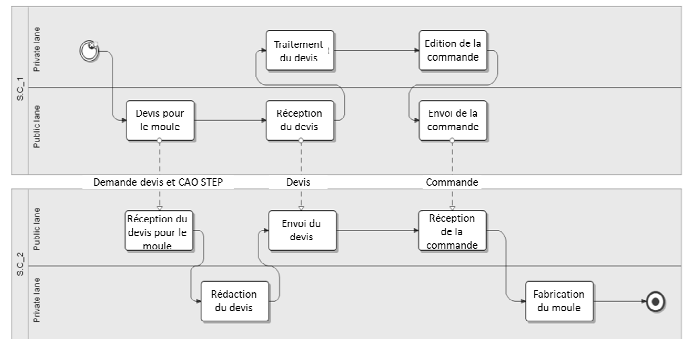 S.C_1
Private lane
Traitement
du devis
Edition de la
commande
Public lane
Devis pour
le moule
Réception
du devis
Envoi de la
commande
Demande devis et CAO STEP
Devis
Commande
S.C_2
Public lane
Réception du
devis pour le
moule
Envoi du
devis
Réception
de la
commande
Private lane
Rédaction
du devis
Fabrication
du moule